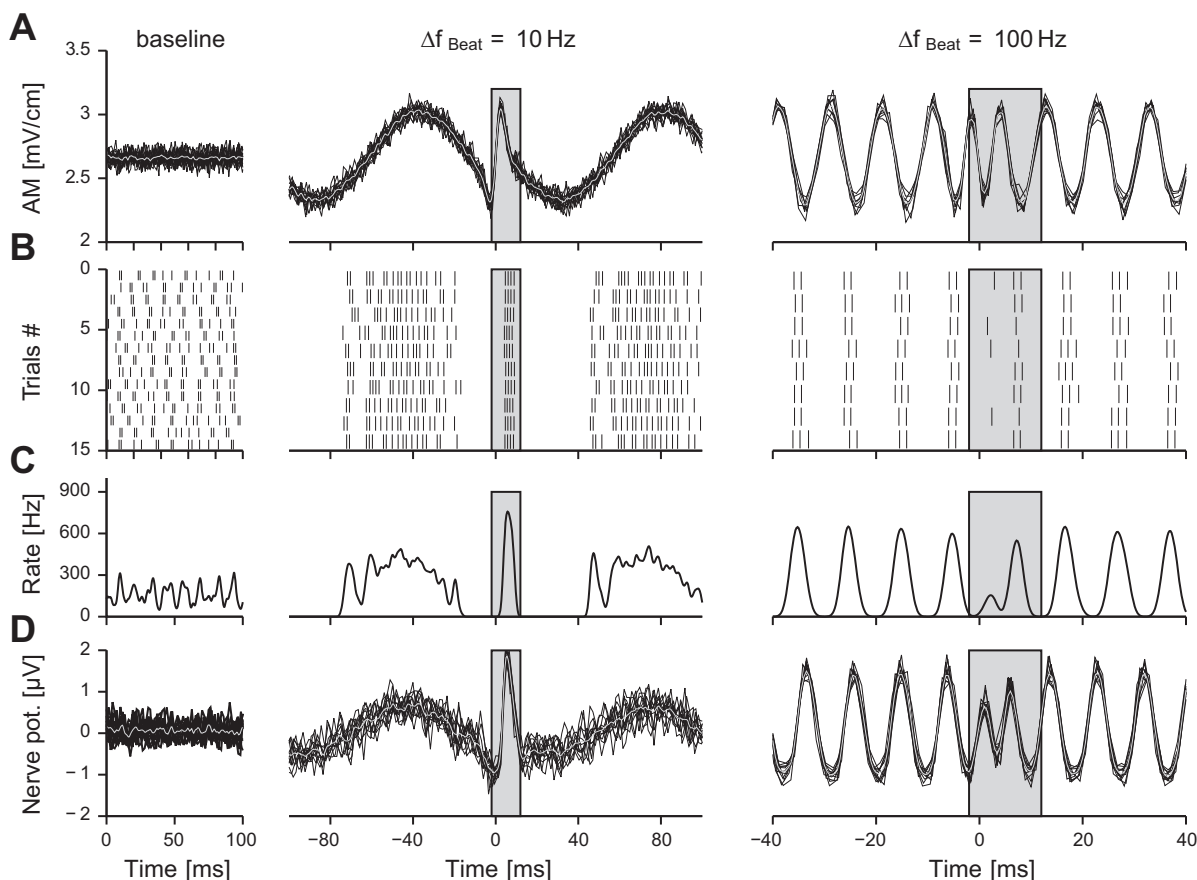 A
baseline
Δf Beat = 10 Hz
Δf Beat = 100 Hz
AM [mV/cm]
3.5
3
2.5
2
B
Trials #
0
5
10
15
C
Rate [Hz]
900
600
300
0
D
Nerve pot. [µV]
2
1
0
−1
−2
0 50 100
−80 −40 0 40 80
−40 −20 0 20 40
Time [ms]
Time [ms]
Time [ms]